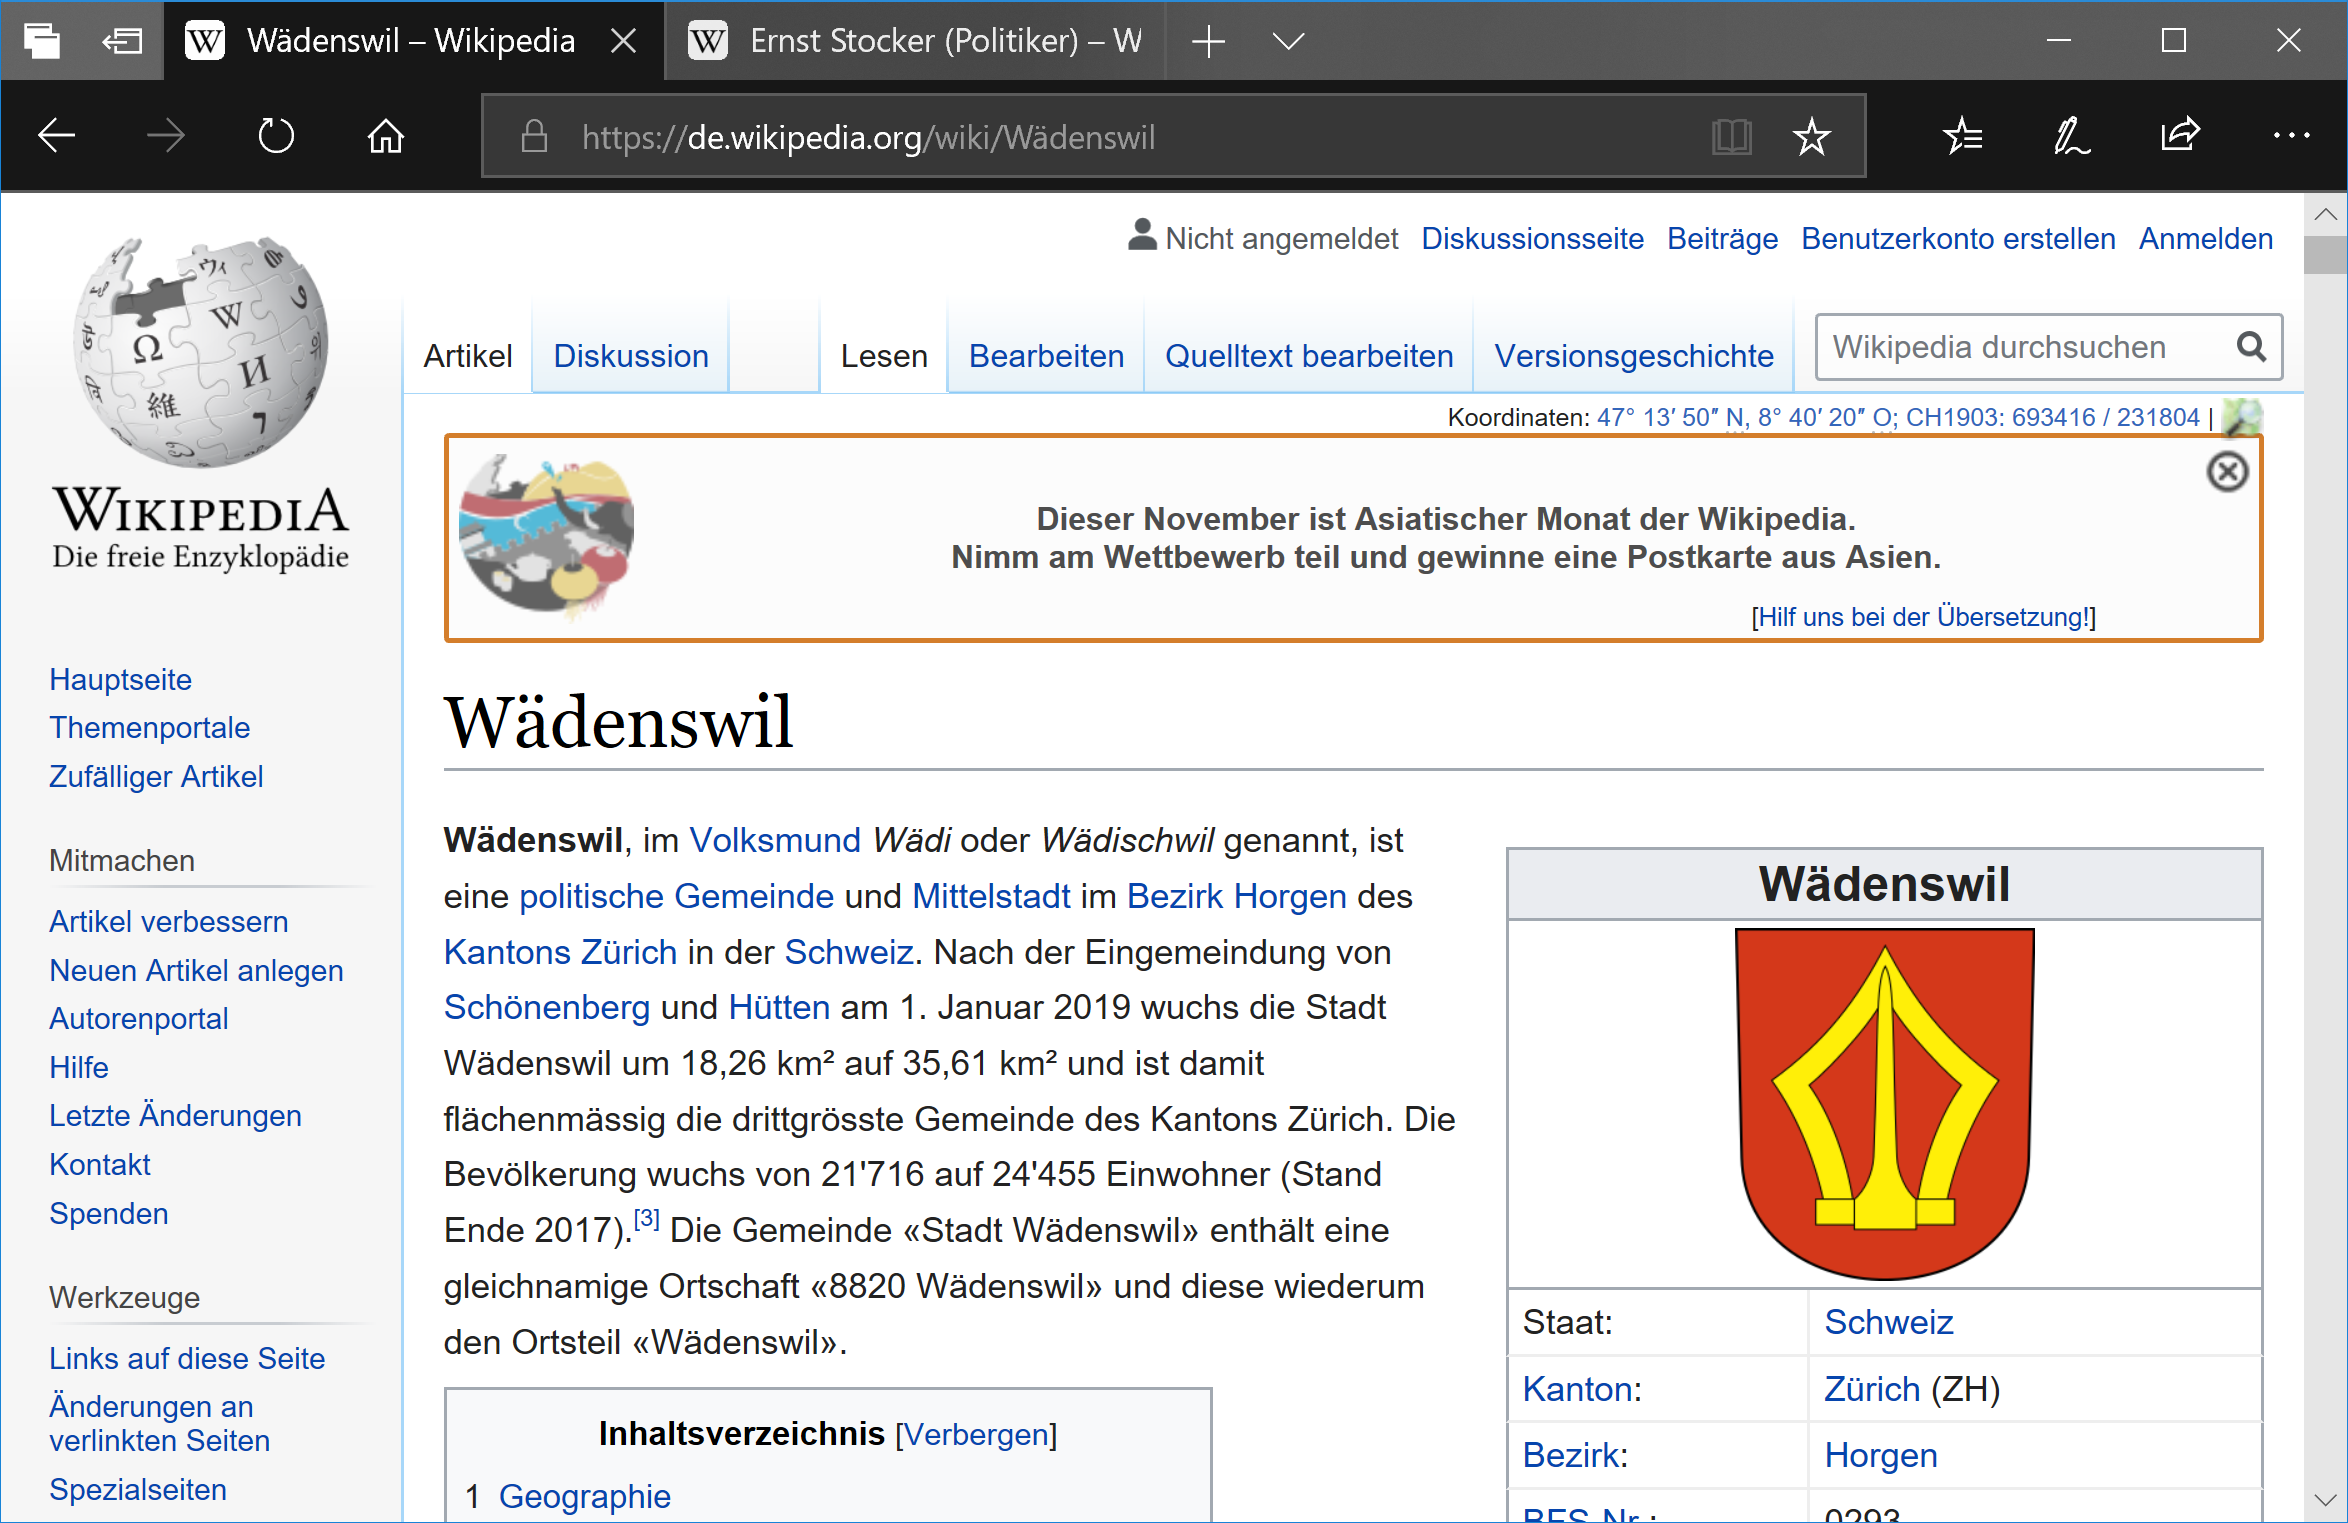 Wädenswil – Wikipedia
Ernst Stocker (Politiker) – W
https://de.wikipedia.org/wiki/Wädenswil
Nicht angemeldet Diskussionsseite Beiträge Benutzerkonto erstellen Anmelden
Artikel Diskussion Lesen Bearbeiten Quelltext bearbeiten Versionsgeschichte Wikipedia durchsuchen
WIKIPEDIA
Die freie Enzyklopädie
Hauptseite
Themenportale
Zufälliger Artikel
Mitmachen
Artikel verbessern
Neuen Artikel anlegen
Autorenportal
Hilfe
Letzte Änderungen
Kontakt
Spenden
Werkzeuge
Links auf diese Seite
Änderungen an
verlinkten Seiten
Spezialseiten
Koordinaten: 47° 13′ 50″ N, 8° 40′ 20″ O; CH1903: 693416 / 231804 |
Dieser November ist Asiatischer Monat der Wikipedia.
Nimm am Wettbewerb teil und gewinne eine Postkarte aus Asien.
[Hilf uns bei der Übersetzung!]
Wädenswil
Wädenswil, im Volksmund Wädi oder Wädischwil genannt, ist
eine politische Gemeinde und Mittelstadt im Bezirk Horgen des
Kantons Zürich in der Schweiz. Nach der Eingemeindung von
Schönenberg und Hütten am 1. Januar 2019 wuchs die Stadt
Wädenswil um 18,26 km² auf 35,61 km² und ist damit
flächenmässig die drittgrösste Gemeinde des Kantons Zürich. Die
Bevölkerung wuchs von 21'716 auf 24'455 Einwohner (Stand
Ende 2017).[3] Die Gemeinde «Stadt Wädenswil» enthält eine
gleichnamige Ortschaft «8820 Wädenswil» und diese wiederum
den Ortsteil «Wädenswil».
Inhaltsverzeichnis [Verbergen]
1 Geographie
Wädenswil
Staat: Schweiz
Kanton: Zürich (ZH)
Bezirk: Horgen
BFS-Nr.: 0293